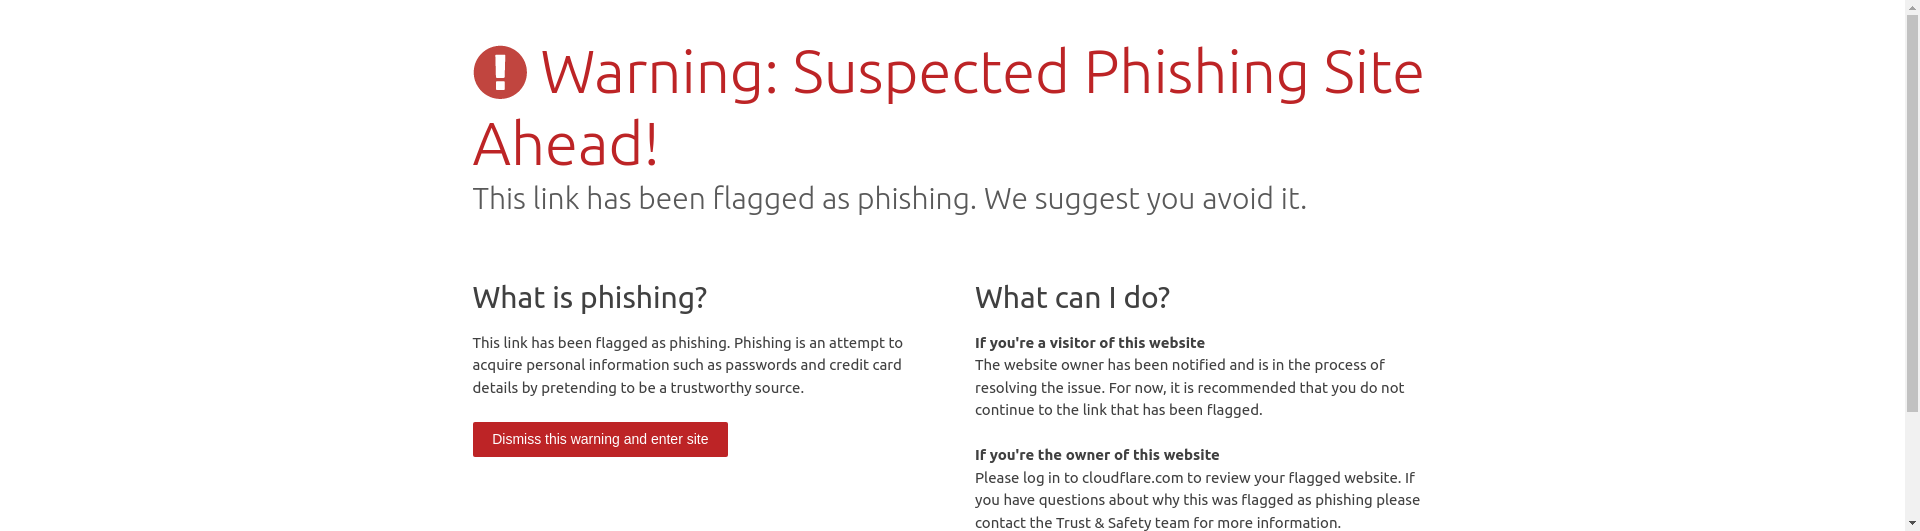 Warning: Suspected Phishing Site
Ahead!
This link has been flagged as phishing. We suggest you avoid it.
What is phishing?
This link has been flagged as phishing. Phishing is an attempt to
acquire personal information such as passwords and credit card
details by pretending to be a trustworthy source.
Dismiss this warning and enter site
What can I do?
If you're a visitor of this website
The website owner has been notified and is in the process of
resolving the issue. For now, it is recommended that you do not
continue to the link that has been flagged.
If you're the owner of this website
Please log in to cloudflare.com to review your flagged website. If
you have questions about why this was flagged as phishing please
contact the Trust & Safety team for more information.